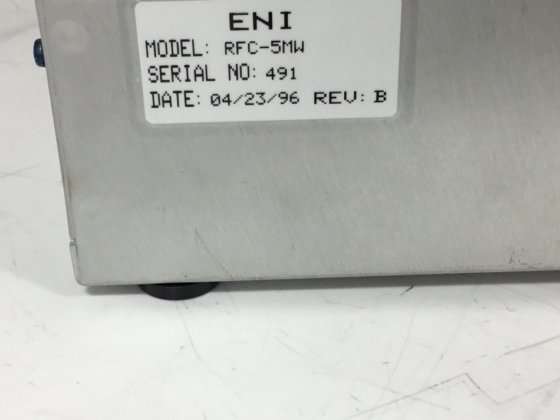 ENI
MODEL: RFC-5MW
SERIAL NO: 491
DATE: 04/23/96 REV: B